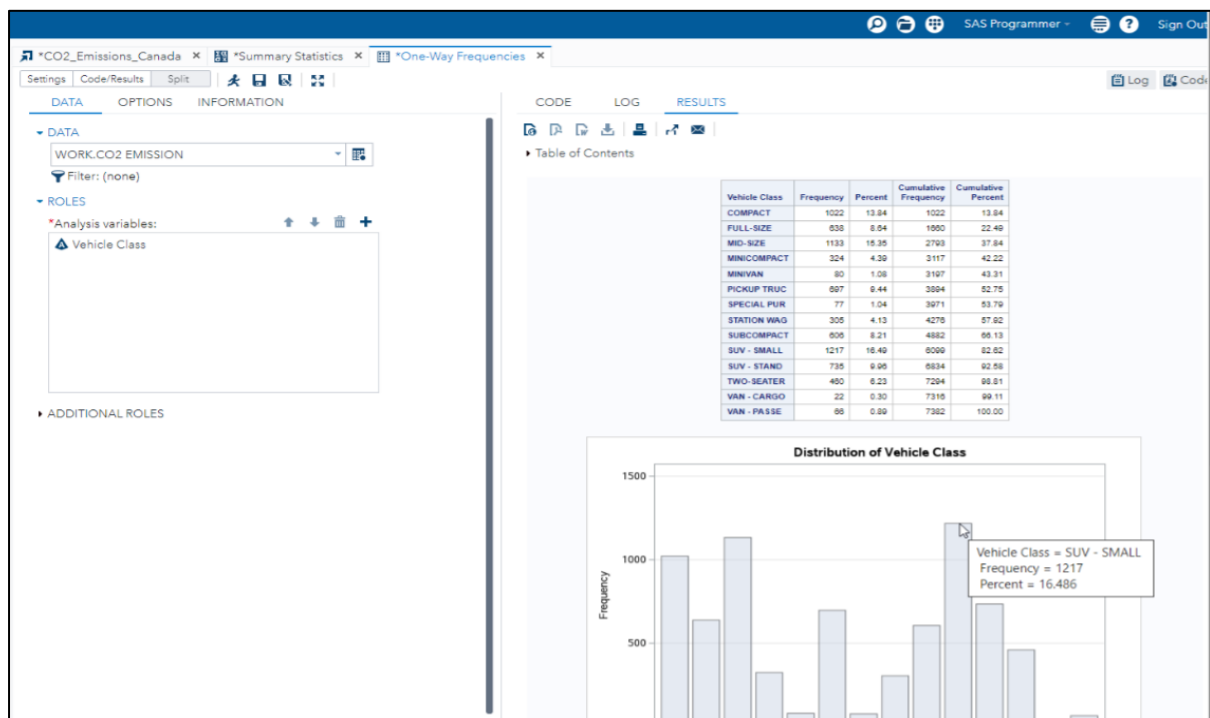 SAS Programmer
Sign Out
*CO2_Emissions_Canada × *Summary Statistics × *One-Way Frequencies ×
Settings Code/Results Split
Log Code
DATA OPTIONS INFORMATION
CODE LOG RESULTS
DATA
WORK.CO2 EMISSION
Filter: (none)
ROLES
*Analysis variables:
Vehicle Class
ADDITIONAL ROLES
Table of Contents
Vehicle Class Frequency Percent Cumulative Frequency Cumulative Percent
COMPACT 1022 13.84 1022 13.84
FULL-SIZE 638 8.64 1660 22.49
MID-SIZE 1133 15.35 2793 37.84
MINICOMPACT 324 4.39 3117 42.22
MINIVAN 80 1.08 3197 43.31
PICKUP TRUC 697 9.44 3894 52.75
SPECIAL PUR 77 1.04 3971 53.79
STATION WAG 305 4.13 4276 57.92
SUBCOMPACT 606 8.21 4882 66.13
SUV - SMALL 1217 16.49 6099 82.62
SUV - STAND 735 9.96 6834 92.58
TWO-SEATER 460 6.23 7294 98.81
VAN - CARGO 22 0.30 7316 99.11
VAN - PASSE 66 0.89 7382 100.00
Distribution of Vehicle Class
1500
1000
500
Frequency
Vehicle Class = SUV - SMALL
Frequency = 1217
Percent = 16.486